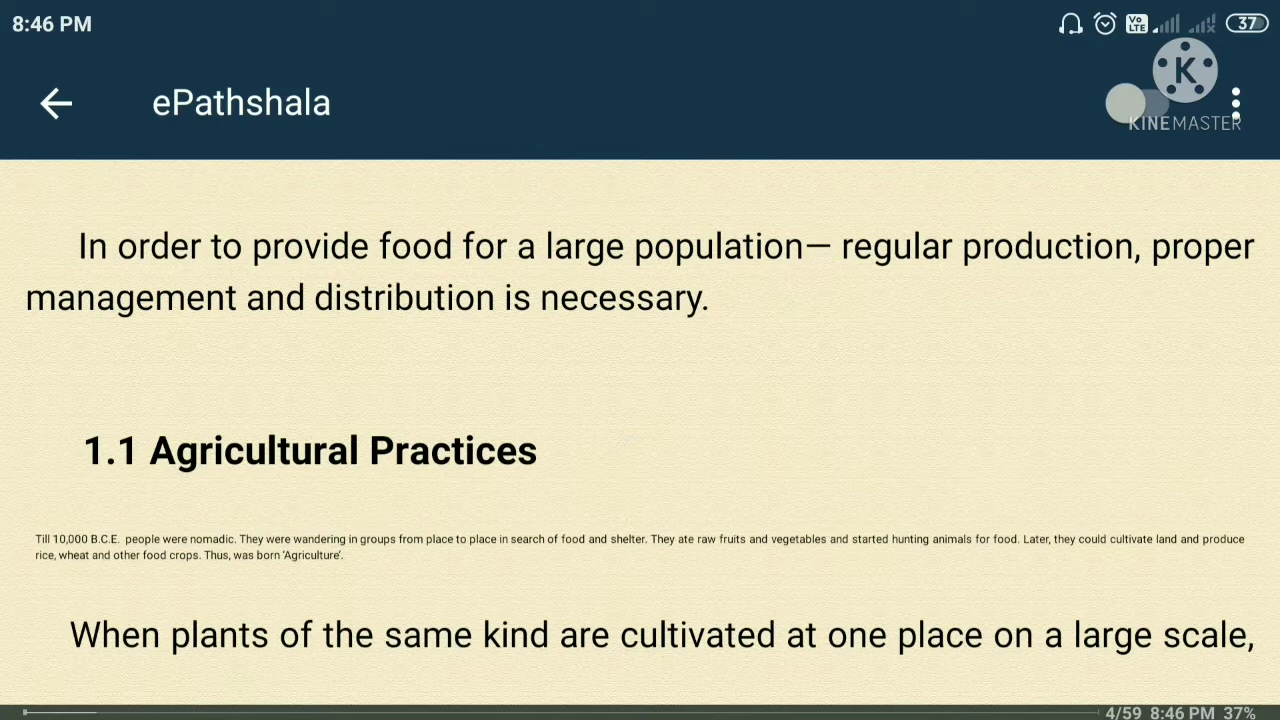 8:46 PM
Vo LTE
37
ePathshala
K
KINEMASTER
In order to provide food for a large population— regular production, proper
management and distribution is necessary.
1.1 Agricultural Practices
Till 10,000 B.C.E. people were nomadic. They were wandering in groups from place to place in search of food and shelter. They ate raw fruits and vegetables and started hunting animals for food. Later, they could cultivate land and produce
rice, wheat and other food crops. Thus, was born ‘Agriculture’.
When plants of the same kind are cultivated at one place on a large scale,
4/59 8:46 PM 37%